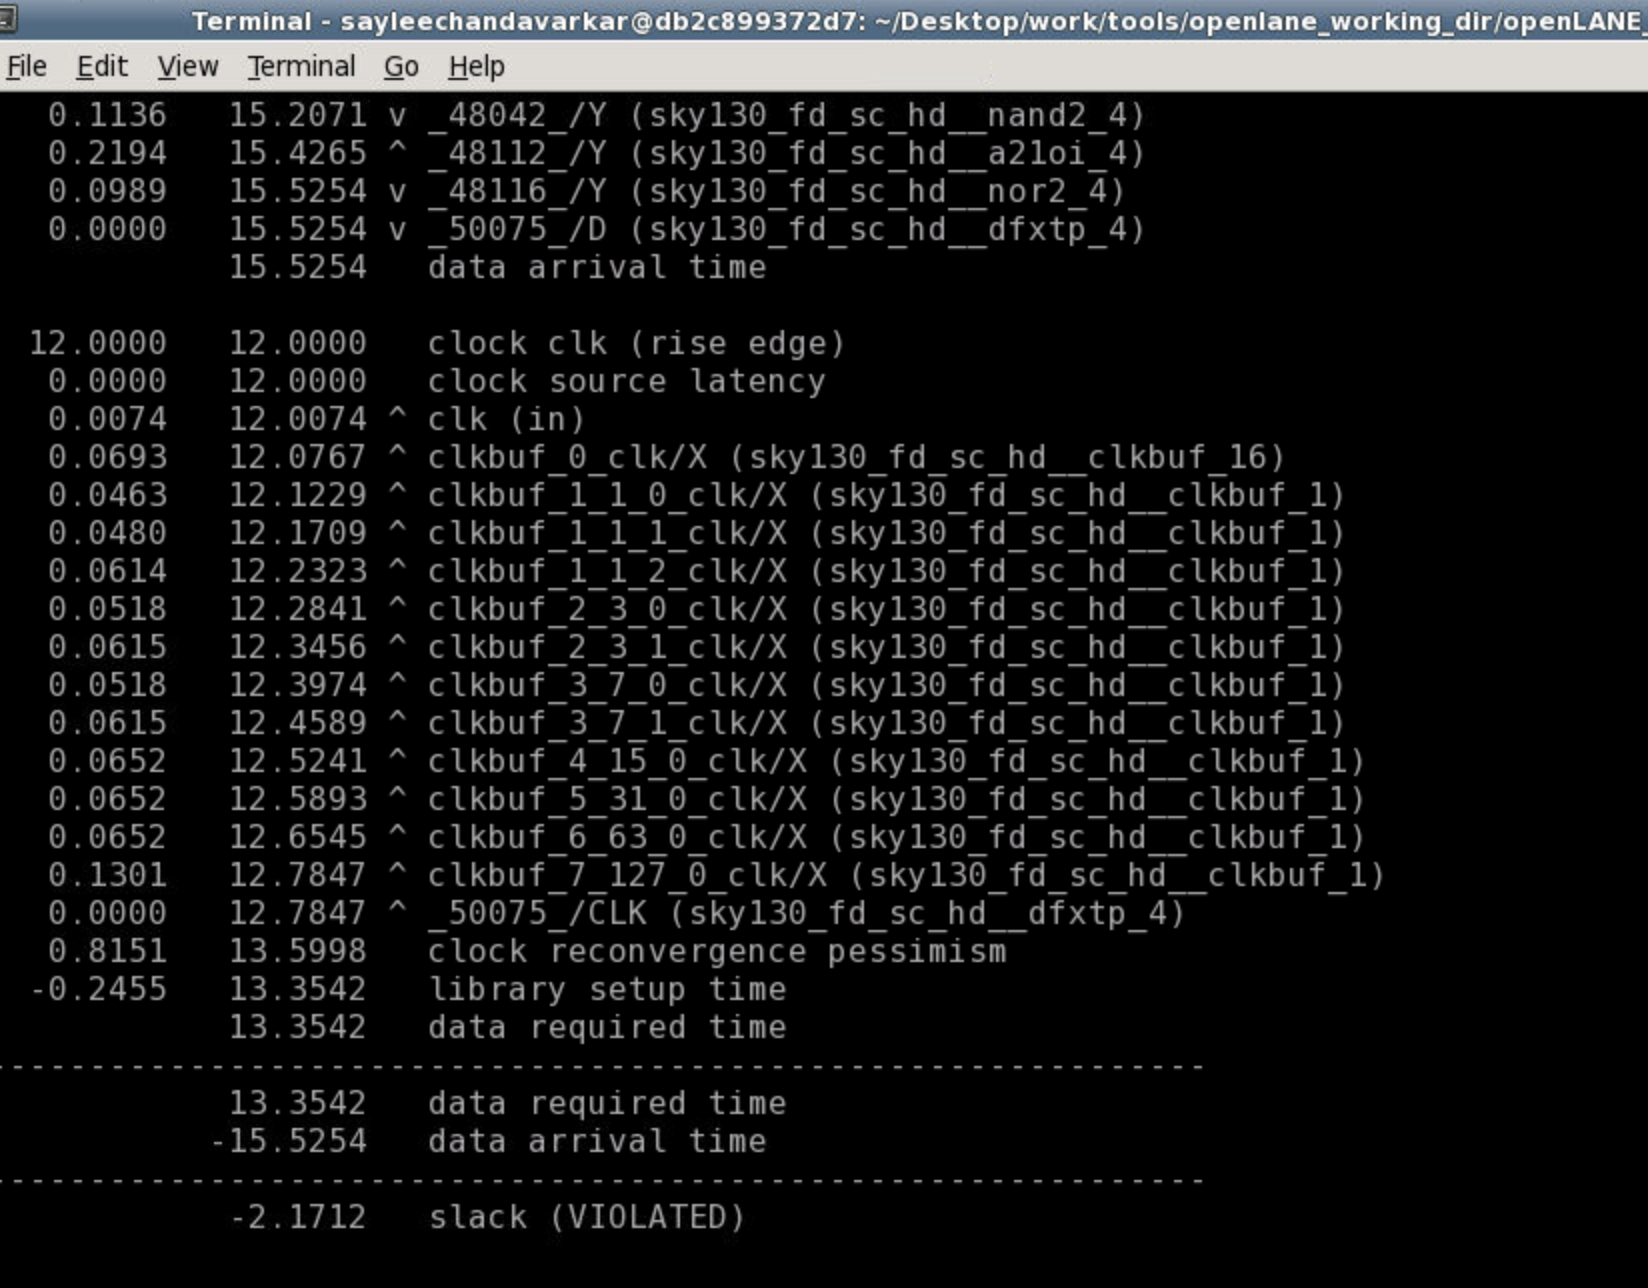 Terminal - sayleechandavarkar@db2c899372d7: ~/Desktop/work/tools/openlane_working_dir/openLANE_
File Edit View Terminal Go Help
0.1136 15.2071 v _48042_/Y (sky130_fd_sc_hd__nand2_4)
0.2194 15.4265 ^ _48112_/Y (sky130_fd_sc_hd__a21oi_4)
0.0989 15.5254 v _48116_/Y (sky130_fd_sc_hd__nor2_4)
0.0000 15.5254 v _50075_/D (sky130_fd_sc_hd__dfxtp_4)
15.5254 data arrival time
12.0000 12.0000 clock clk (rise edge)
0.0000 12.0000 clock source latency
0.0074 12.0074 ^ clk (in)
0.0693 12.0767 ^ clkbuf_0_clk/X (sky130_fd_sc_hd__clkbuf_16)
0.0463 12.1229 ^ clkbuf_1_1_0_clk/X (sky130_fd_sc_hd__clkbuf_1)
0.0480 12.1709 ^ clkbuf_1_1_1_clk/X (sky130_fd_sc_hd__clkbuf_1)
0.0614 12.2323 ^ clkbuf_1_1_2_clk/X (sky130_fd_sc_hd__clkbuf_1)
0.0518 12.2841 ^ clkbuf_2_3_0_clk/X (sky130_fd_sc_hd__clkbuf_1)
0.0615 12.3456 ^ clkbuf_2_3_1_clk/X (sky130_fd_sc_hd__clkbuf_1)
0.0518 12.3974 ^ clkbuf_3_7_0_clk/X (sky130_fd_sc_hd__clkbuf_1)
0.0615 12.4589 ^ clkbuf_3_7_1_clk/X (sky130_fd_sc_hd__clkbuf_1)
0.0652 12.5241 ^ clkbuf_4_15_0_clk/X (sky130_fd_sc_hd__clkbuf_1)
0.0652 12.5893 ^ clkbuf_5_31_0_clk/X (sky130_fd_sc_hd__clkbuf_1)
0.0652 12.6545 ^ clkbuf_6_63_0_clk/X (sky130_fd_sc_hd__clkbuf_1)
0.1301 12.7847 ^ clkbuf_7_127_0_clk/X (sky130_fd_sc_hd__clkbuf_1)
0.0000 12.7847 ^ _50075_/CLK (sky130_fd_sc_hd__dfxtp_4)
0.8151 13.5998 clock reconvergence pessimism
-0.2455 13.3542 library setup time
13.3542 data required time
-------------------------------------------------------------
13.3542 data required time
-15.5254 data arrival time
-------------------------------------------------------------
-2.1712 slack (VIOLATED)